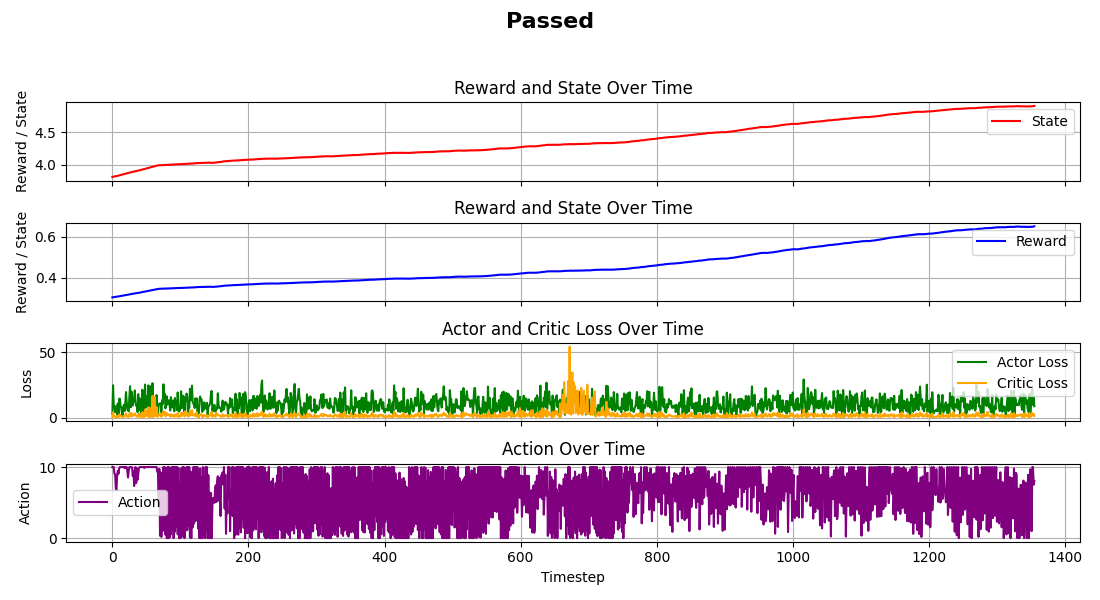 Passed
Reward and State Over Time
Reward / State
4.5
4.0
State
Reward and State Over Time
Reward / State
0.6
0.4
Reward
Actor and Critic Loss Over Time
Loss
50
0
Actor Loss
Critic Loss
Action Over Time
Action
10
0
Action
0 200 400 600 800 1000 1200 1400
Timestep